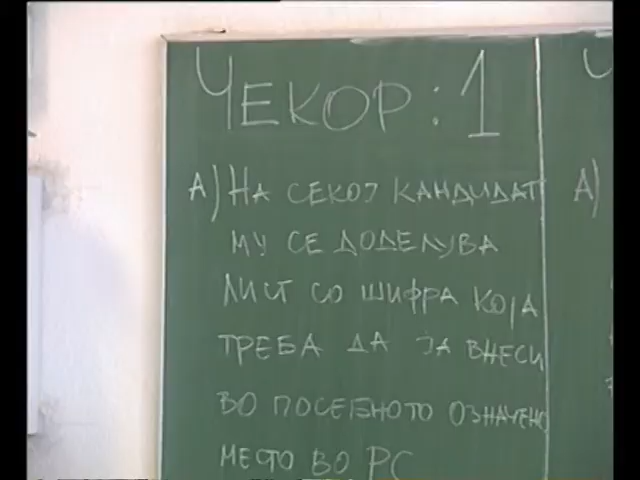 ЧЕКОР: 1
А) НА СЕКОЈ КАНДИДАТ
МУ СЕ ДОДЕЛУВА
ЛИСТ СО ШИФРА КОЈА
ТРЕБА ДА ЈА ВНЕСИ
ВО ПОСЕБНОТО ОЗНАЧЕНО
МЕСТО ВО PC
А)